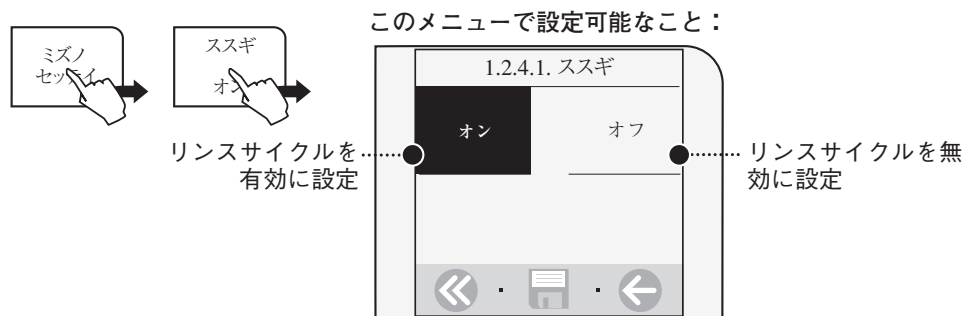 このメニューで設定可能なこと：
ミズノ
セッテイ
ススギ
オン
1.2.4.1. ススギ
オン
オフ
リンスサイクルを
有効に設定
リンスサイクルを無
効に設定